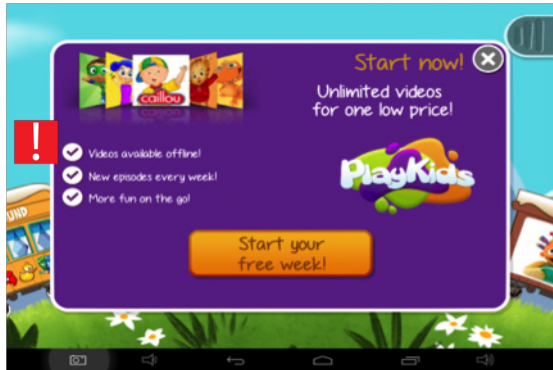 Start now!
Unlimited videos
for one low price!
caillou
!
Videos available offline!
New episodes every week!
More fun on the go!
PlayKids
Start your
free week!
UND